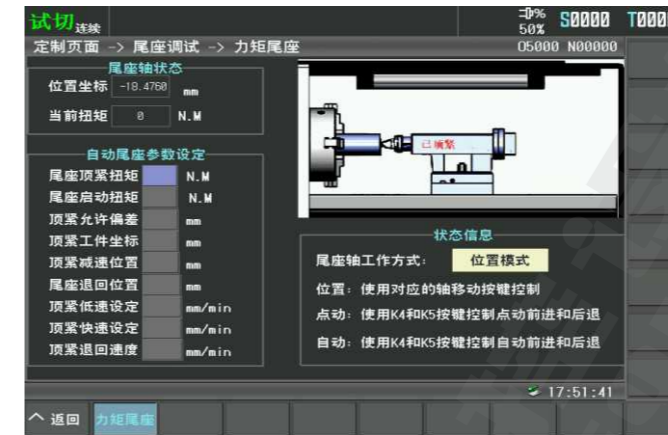 试切连续 50% S0000 T000
定制页面 -> 尾座调试 -> 力矩尾座 O5000 N00000
尾座轴状态
位置坐标 -18.4760 mm
当前扭矩 0 N.M
已顶紧
自动尾座参数设定
尾座顶紧扭矩 N.M
尾座启动扭矩 N.M
顶紧允许偏差 mm
顶紧工件坐标 mm
顶紧减速位置 mm
尾座退回位置 mm
顶紧低速设定 mm/min
顶紧快速设定 mm/min
顶紧退回速度 mm/min
状态信息
尾座轴工作方式: 位置模式
位置: 使用对应的轴移动按键控制
点动: 使用K4和K5按键控制点动前进和后退
自动: 使用K4和K5按键控制自动前进和后退
17:51:41
^ 返回 力矩尾座